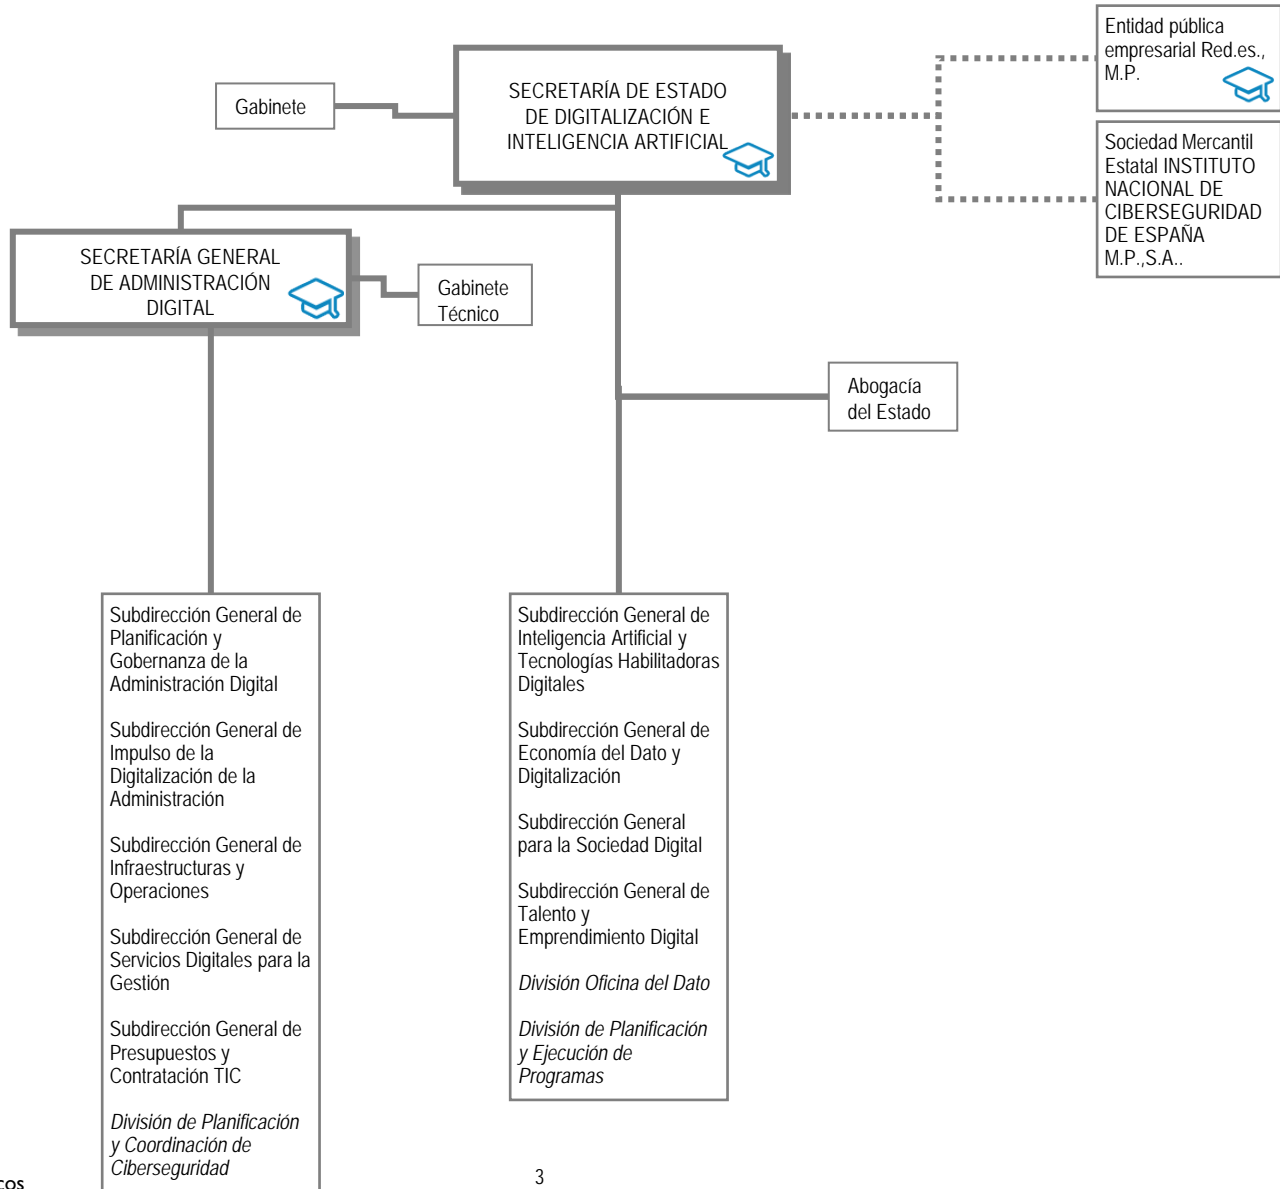 Entidad pública
empresarial Red.es.,
M.P.
SECRETARÍA DE ESTADO
DE DIGITALIZACIÓN E
INTELIGENCIA ARTIFICIAL
Gabinete
Sociedad Mercantil
Estatal INSTITUTO
NACIONAL DE
CIBERSEGURIDAD
DE ESPAÑA
M.P.,S.A..
SECRETARÍA GENERAL
DE ADMINISTRACIÓN
DIGITAL
Gabinete
Técnico
Abogacía
del Estado
Subdirección General de
Planificación y
Gobernanza de la
Administración Digital
Subdirección General de
Impulso de la
Digitalización de la
Administración
Subdirección General de
Infraestructuras y
Operaciones
Subdirección General de
Servicios Digitales para la
Gestión
Subdirección General de
Presupuestos y
Contratación TIC
División de Planificación
y Coordinación de
Ciberseguridad
Subdirección General de
Inteligencia Artificial y
Tecnologías Habilitadoras
Digitales
Subdirección General de
Economía del Dato y
Digitalización
Subdirección General
para la Sociedad Digital
Subdirección General de
Talento y
Emprendimiento Digital
División Oficina del Dato
División de Planificación
y Ejecución de
Programas
3